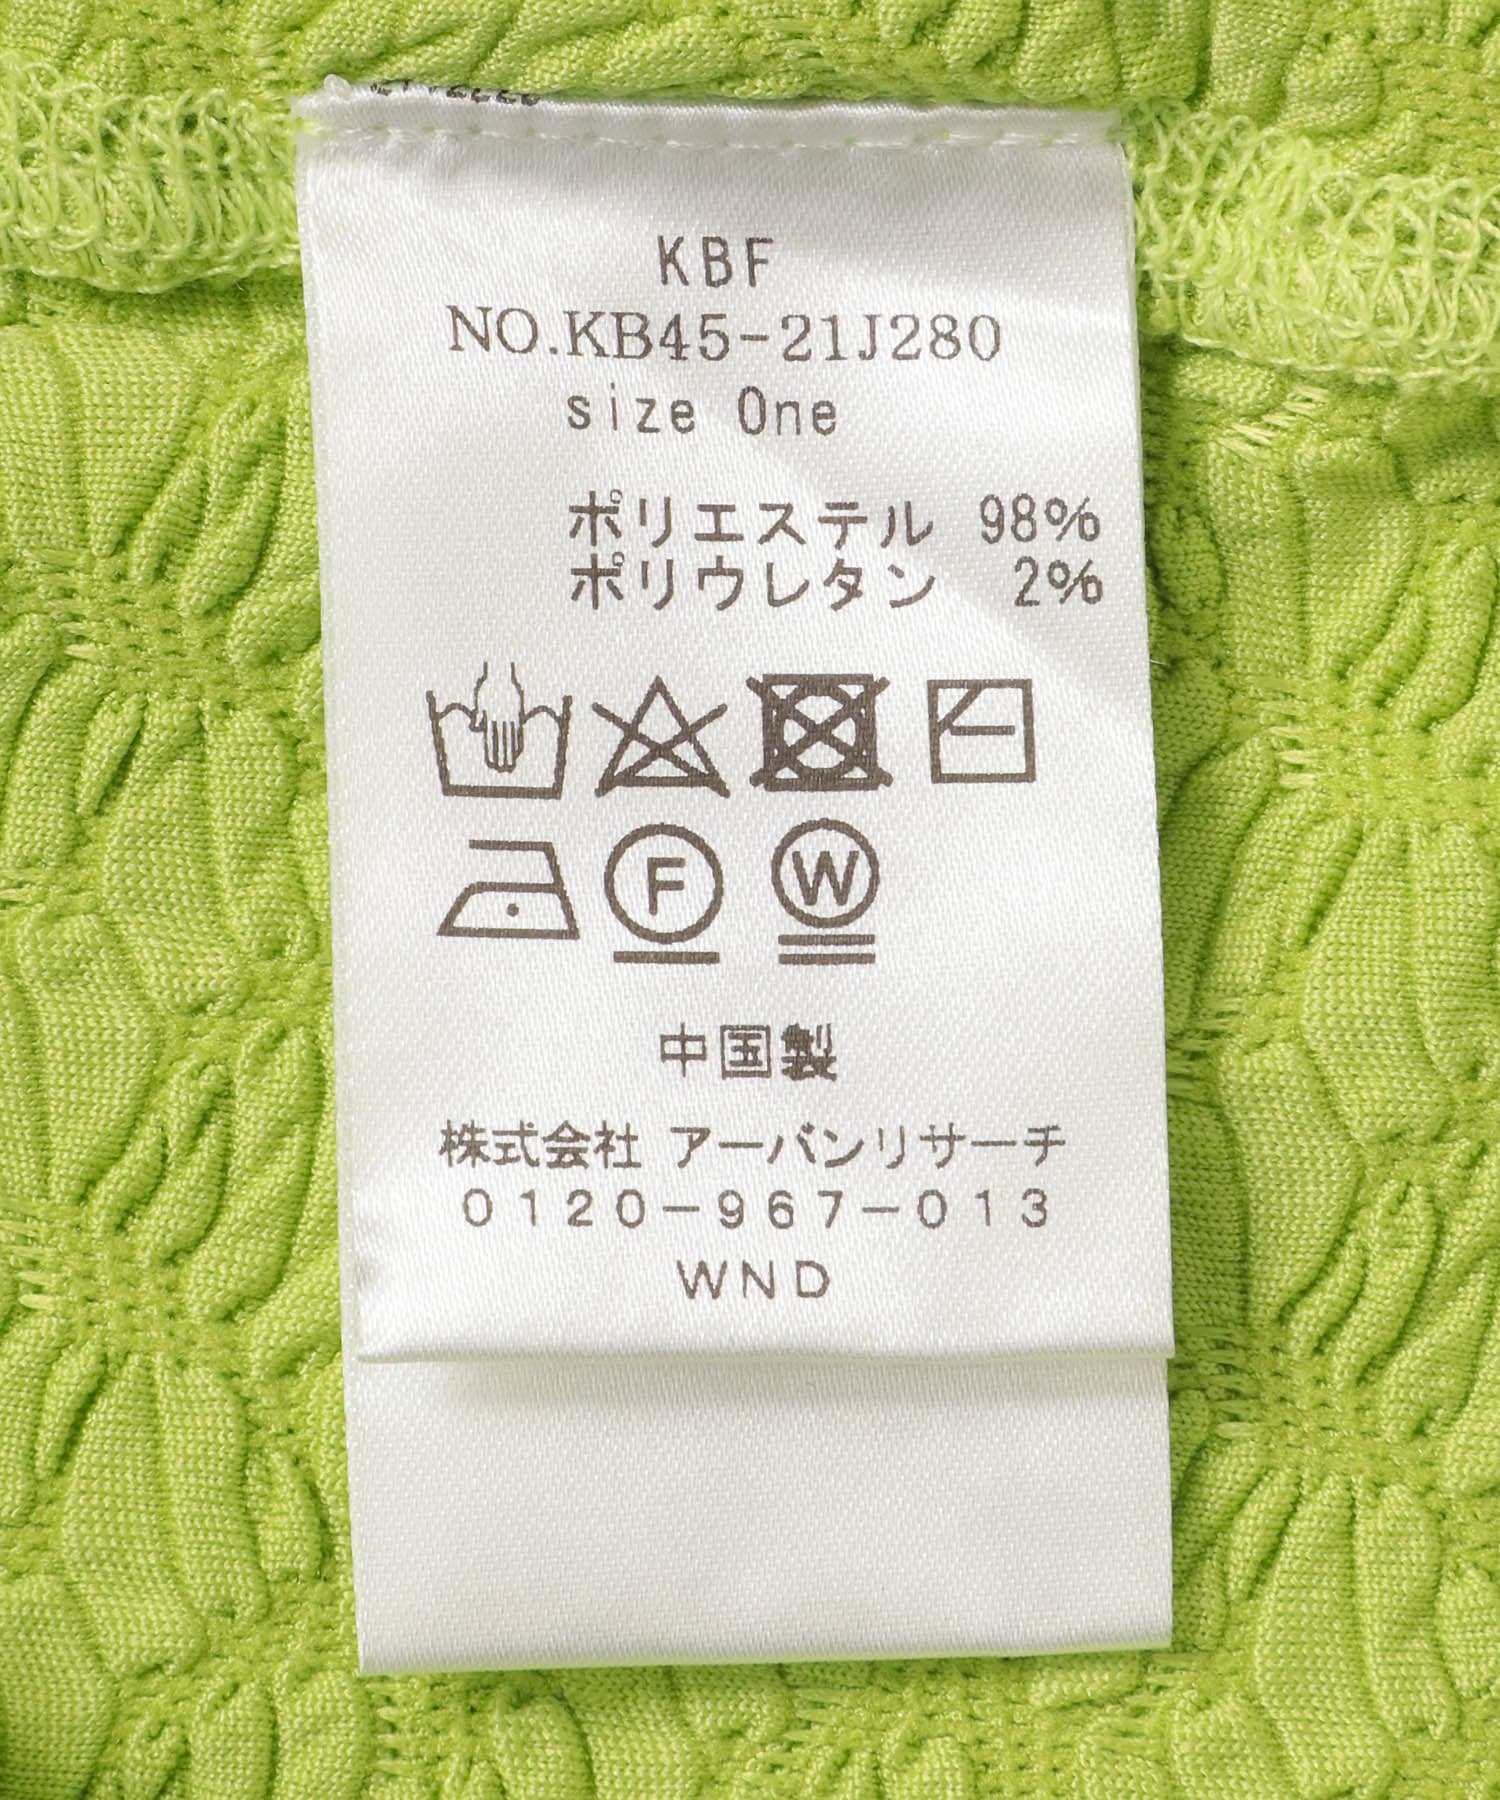 KBF
NO.KB45-21J280
size One
ポリエステル 98%
ポリウレタン 2%
F
W
中国製
株式会社 アーバンリサーチ
0120-967-013
WND